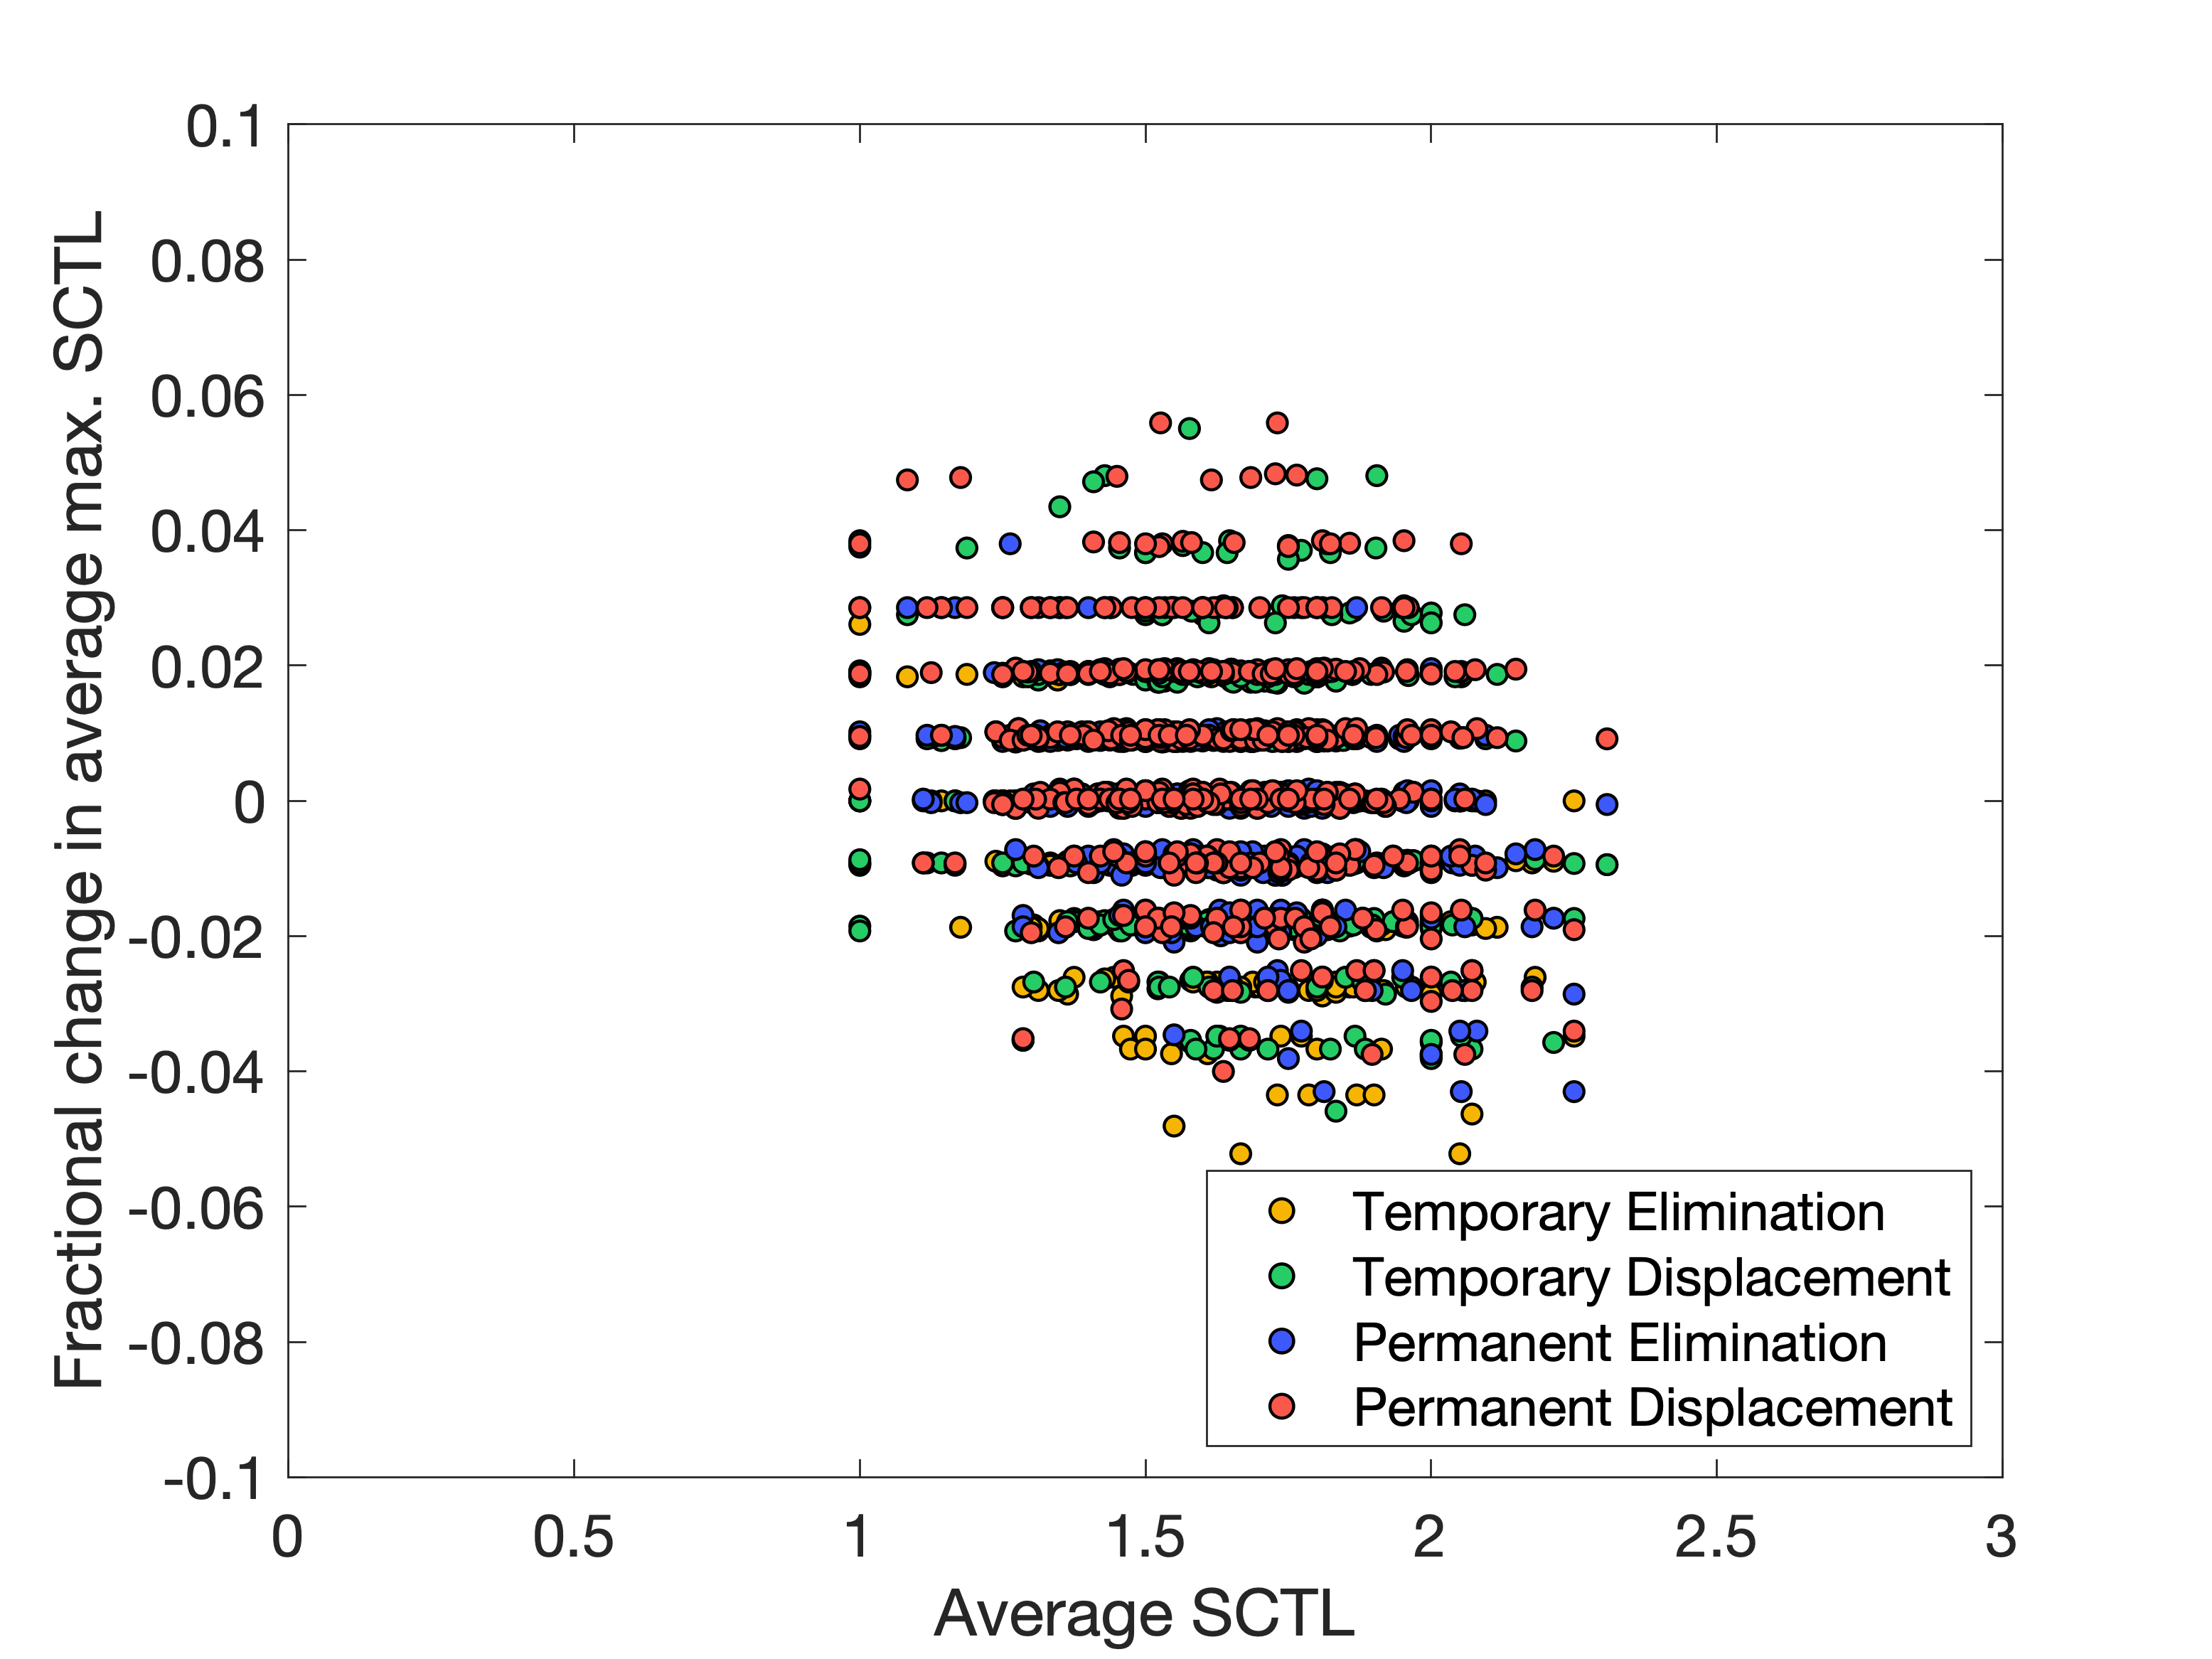 Fractional change in average max. SCTL
0.1
0.08
0.06
0.04
0.02
0
-0.02
-0.04
-0.06
-0.08
-0.1
Temporary Elimination
Temporary Displacement
Permanent Elimination
Permanent Displacement
0 0.5 1 1.5 2 2.5 3
Average SCTL